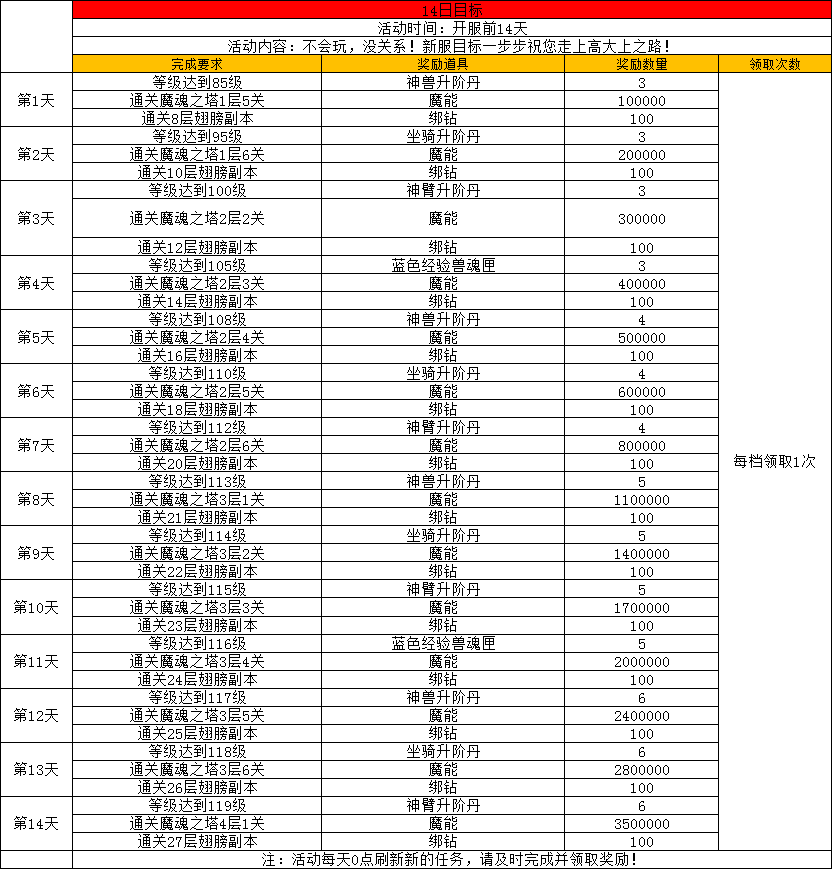 14日目标
活动时间：开服前14天
活动内容：不会玩，没关系！新服目标一步步祝您走上高大上之路！
完成要求 奖励道具 奖励数量 领取次数
第1天 等级达到85级 神兽升阶丹 3
通关魔魂之塔1层5关 魔能 100000
通关8层翅膀副本 绑钻 100
第2天 等级达到95级 坐骑升阶丹 3
通关魔魂之塔1层6关 魔能 200000
通关10层翅膀副本 绑钻 100
第3天 等级达到100级 神臂升阶丹 3
通关魔魂之塔2层2关 魔能 300000
通关12层翅膀副本 绑钻 100
第4天 等级达到105级 蓝色经验兽魂匣 3
通关魔魂之塔2层3关 魔能 400000
通关14层翅膀副本 绑钻 100
第5天 等级达到108级 神兽升阶丹 4
通关魔魂之塔2层4关 魔能 500000
通关16层翅膀副本 绑钻 100
第6天 等级达到110级 坐骑升阶丹 4
通关魔魂之塔2层5关 魔能 600000
通关18层翅膀副本 绑钻 100
第7天 等级达到112级 神臂升阶丹 4
通关魔魂之塔2层6关 魔能 800000
通关20层翅膀副本 绑钻 100
每档领取1次
第8天 等级达到113级 神兽升阶丹 5
通关魔魂之塔3层1关 魔能 1100000
通关21层翅膀副本 绑钻 100
第9天 等级达到114级 坐骑升阶丹 5
通关魔魂之塔3层2关 魔能 1400000
通关22层翅膀副本 绑钻 100
第10天 等级达到115级 神臂升阶丹 5
通关魔魂之塔3层3关 魔能 1700000
通关23层翅膀副本 绑钻 100
第11天 等级达到116级 蓝色经验兽魂匣 5
通关魔魂之塔3层4关 魔能 2000000
通关24层翅膀副本 绑钻 100
第12天 等级达到117级 神兽升阶丹 6
通关魔魂之塔3层5关 魔能 2400000
通关25层翅膀副本 绑钻 100
第13天 等级达到118级 坐骑升阶丹 6
通关魔魂之塔3层6关 魔能 2800000
通关26层翅膀副本 绑钻 100
第14天 等级达到119级 神臂升阶丹 6
通关魔魂之塔4层1关 魔能 3500000
通关27层翅膀副本 绑钻 100
注：活动每天0点刷新新的任务，请及时完成并领取奖励！